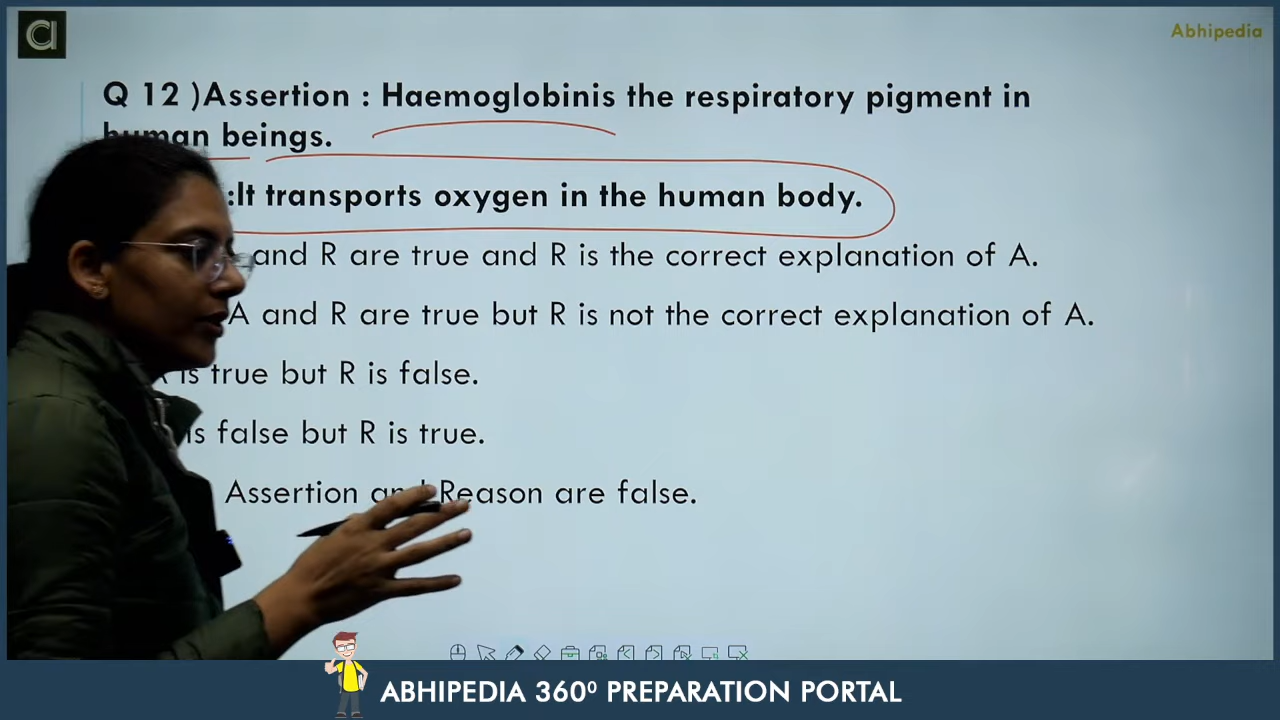 Abhipedia
Q 12 )Assertion : Haemoglobinis the respiratory pigment in
human beings.
:It transports oxygen in the human body.
and R are true and R is the correct explanation of A.
A and R are true but R is not the correct explanation of A.
is true but R is false.
is false but R is true.
Assertion and Reason are false.
ABHIPEDIA 360⁰ PREPARATION PORTAL